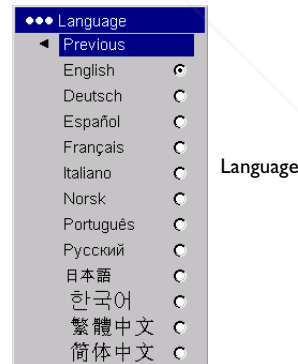 Language
Previous
English
Deutsch
Español
Français
Italiano
Norsk
Português
Русский
日本語
한국어
繁體中文
简体中文
Language